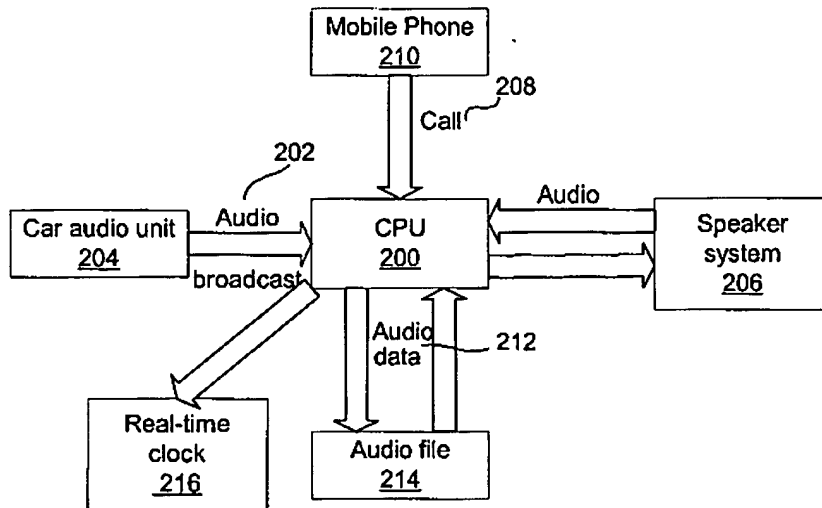 Mobile Phone
210
208
Call
202
Audio
Car audio unit
204
broadcast
CPU
200
Audio
Speaker
system
206
Audio
data
212
Real-time
clock
216
Audio file
214